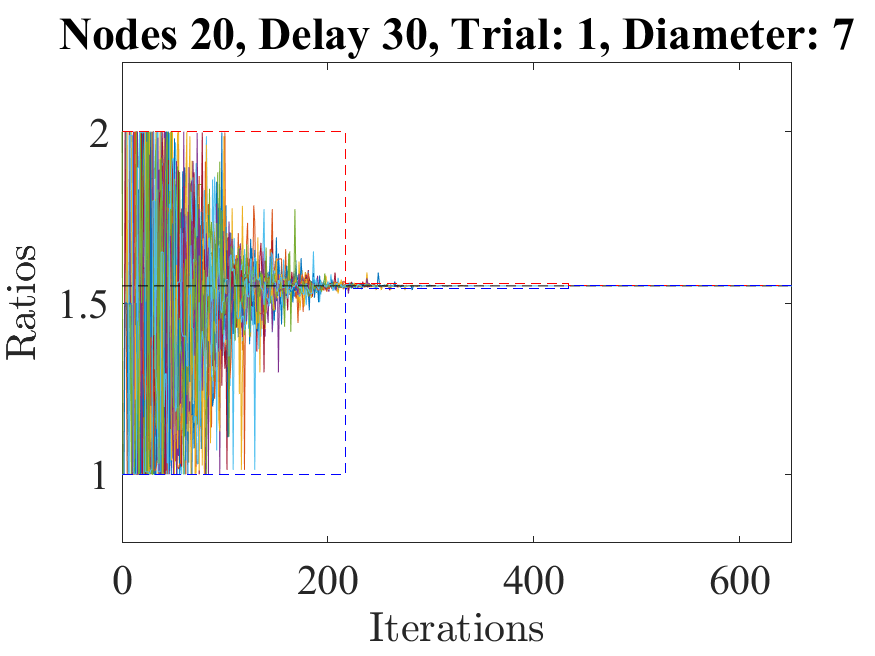 Nodes 20, Delay 30, Trial: 1, Diameter: 7
Ratios
2
1.5
1
0 200 400 600
Iterations